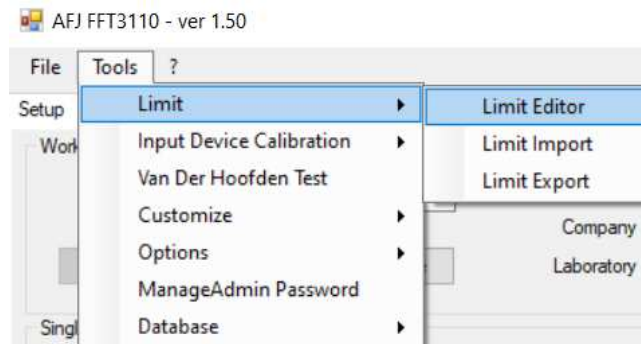 AFJ FFT3110 - ver 1.50
File Tools ?
Setup Limit Limit Editor
Input Device Calibration Limit Import
Van Der Hoofden Test Limit Export
Customize Company
Options Laboratory
ManageAdmin Password
Database